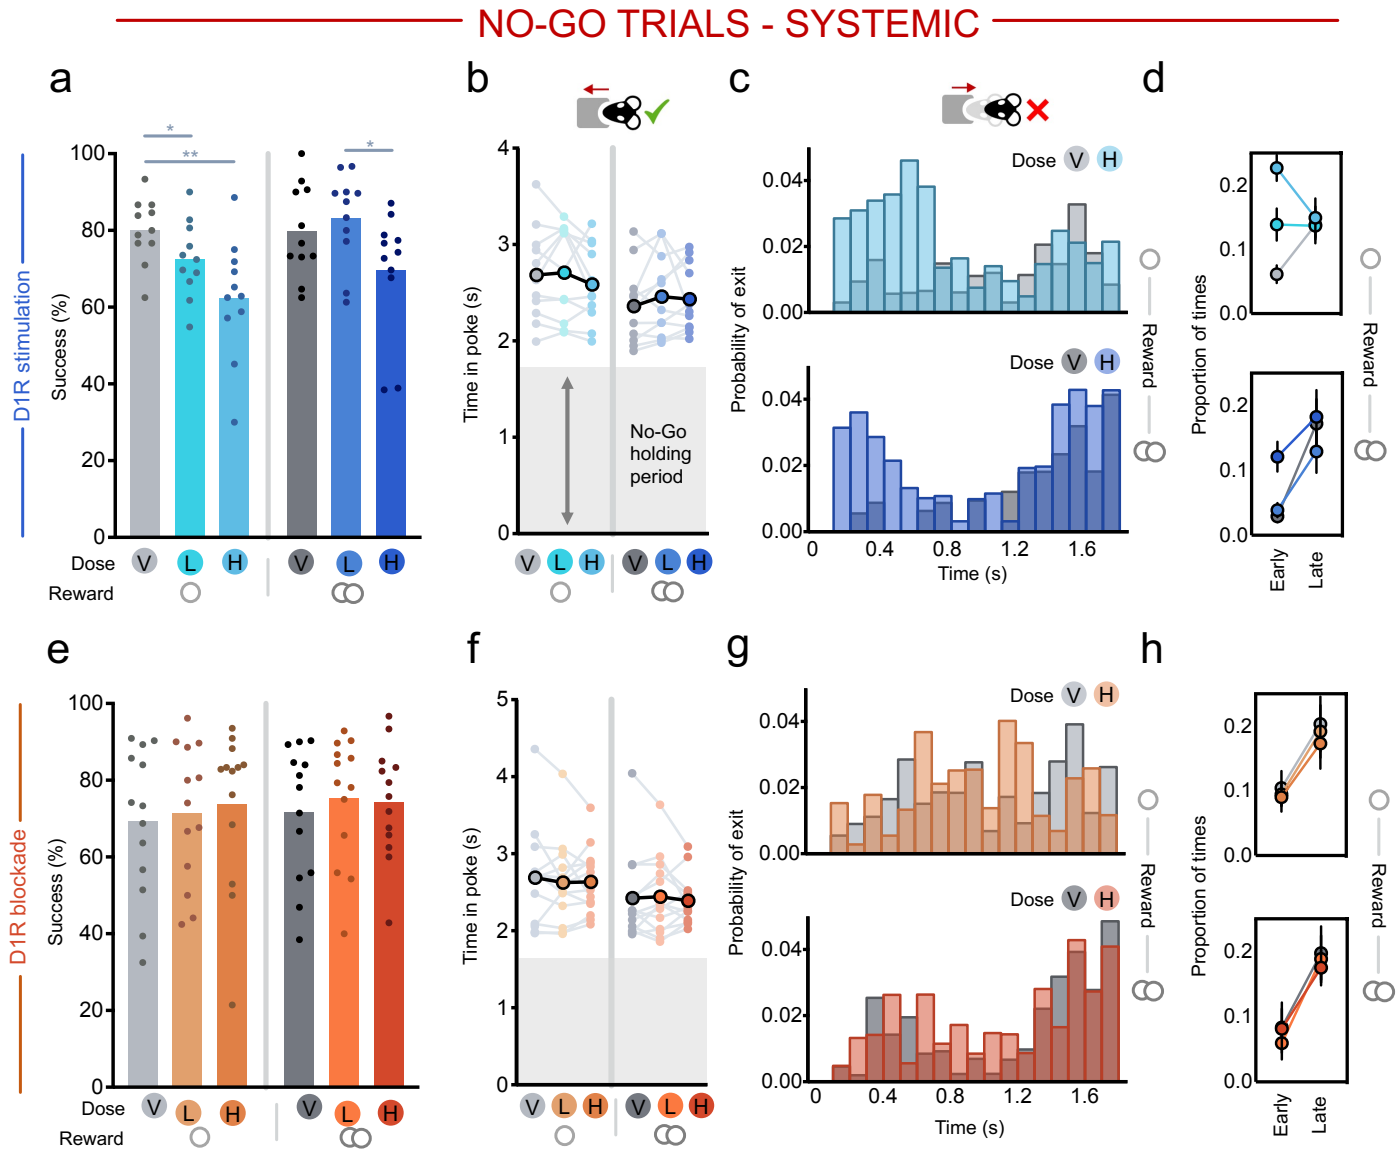 NO-GO TRIALS - SYSTEMIC
a
b
c
d
D1R stimulation
Success (%)
100
80
60
40
20
0
*
**
*
Dose
V
L
H
V
L
H
Reward
Time in poke (s)
4
3
2
1
0
No-Go
holding
period
V
L
H
V
L
H
Probability of exit
Dose V H
0.04
0.02
0.00
Dose V H
0.04
0.02
0.00
0
0.4
0.8
1.2
1.6
Time (s)
Reward
Proportion of times
0.2
0.1
0.0
0.2
0.1
0.0
Early
Late
Reward
e
f
g
h
D1R blockade
Success (%)
100
80
60
40
20
0
Dose
V
L
H
V
L
H
Reward
Time in poke (s)
5
4
3
2
1
0
V
L
H
V
L
H
Probability of exit
Dose V H
0.04
0.02
0.00
Dose V H
0.04
0.02
0.00
0
0.4
0.8
1.2
1.6
Time (s)
Reward
Proportion of times
0.2
0.1
0.0
0.2
0.1
0.0
Early
Late
Reward